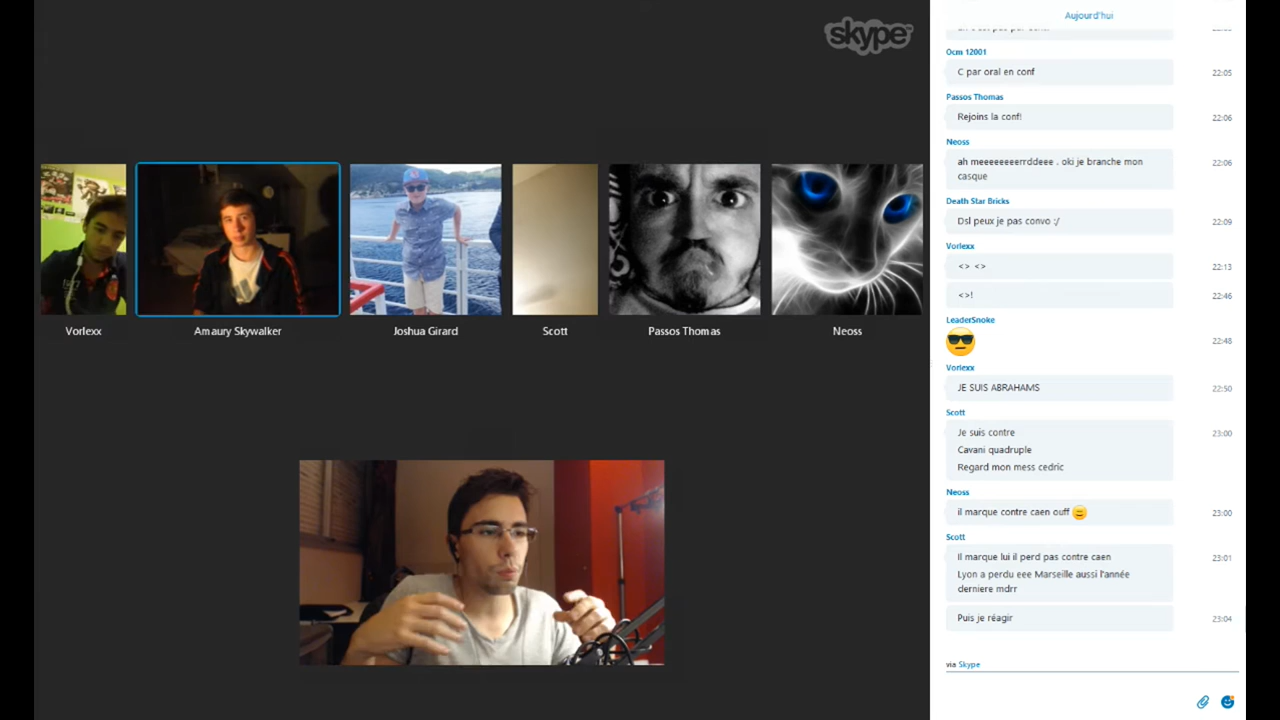 skype
Vorlexx
Amaury Skywalker
Joshua Girard
Scott
Passos Thomas
Neoss
Aujourd'hui
Ocm 12001
C par oral en conf
22:05
Passos Thomas
Rejoins la conf!
22:06
Neoss
ah meeeeeeerrddeee . oki je branche mon
casque
22:06
Death Star Bricks
Dsl peux je pas convo :/
22:09
Vorlexx
<> <>
22:13
<>!
22:46
LeaderSnoke
22:48
Vorlexx
JE SUIS ABRAHAMS
22:50
Scott
Je suis contre
23:00
Cavani quadruple
Regard mon mess cedric
Neoss
il marque contre caen ouff
23:00
Scott
Il marque lui il perd pas contre caen
23:01
Lyon a perdu eee Marseille aussi l'année
derniere mdrr
Puis je réagir
23:04
via Skype